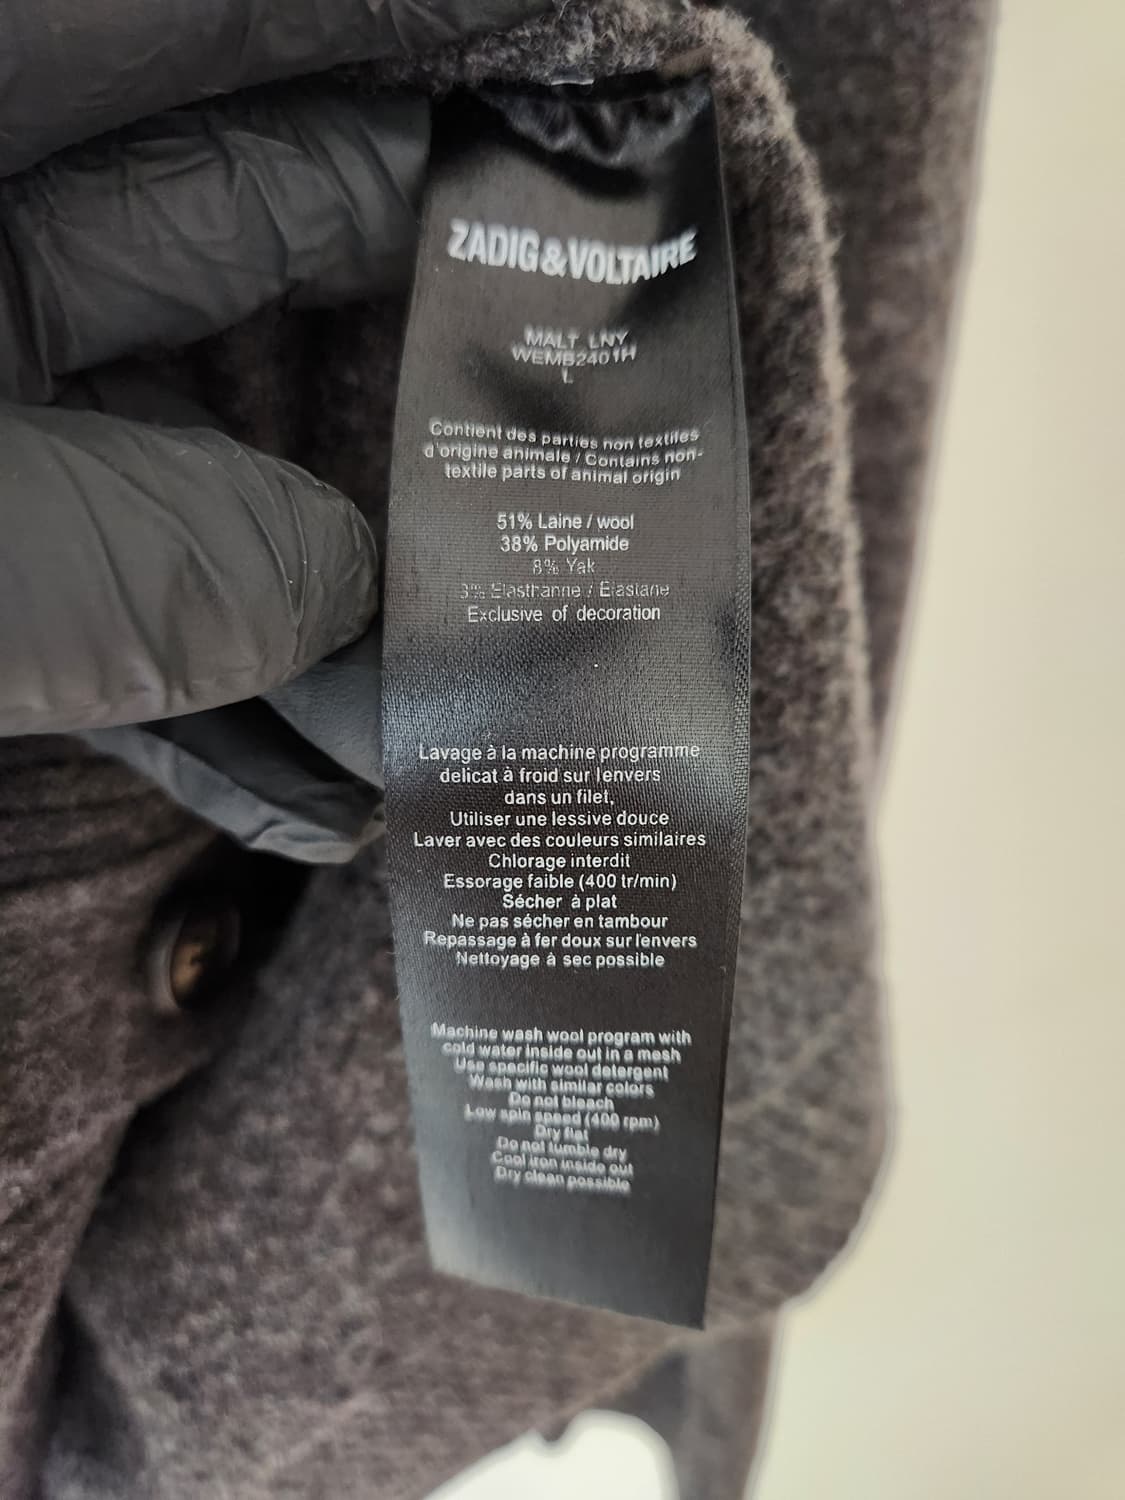 ZADIG&VOLTAIRE
MALT LNY
WEMB2401H
L
Contient des parties non textiles
d'origine animale / Contains non-
textile parts of animal origin
51% Laine / wool
38% Polyamide
8% Yak
3% Elasthanne / Elastane
Exclusive of decoration
Lavage à la machine programme
delicat à froid sur l'envers
dans un filet,
Utiliser une lessive douce
Laver avec des couleurs similaires
Chlorage interdit
Essorage faible (400 tr/min)
Sécher à plat
Ne pas sécher en tambour
Repassage à fer doux sur l'envers
Nettoyage à sec possible
Machine wash wool program with
cold water inside out in a mesh
Use specific wool detergent
Wash with similar colors
Do not bleach
Low spin speed (400 rpm)
Dry flat
Do not tumble dry
Cool iron inside out
Dry clean possible